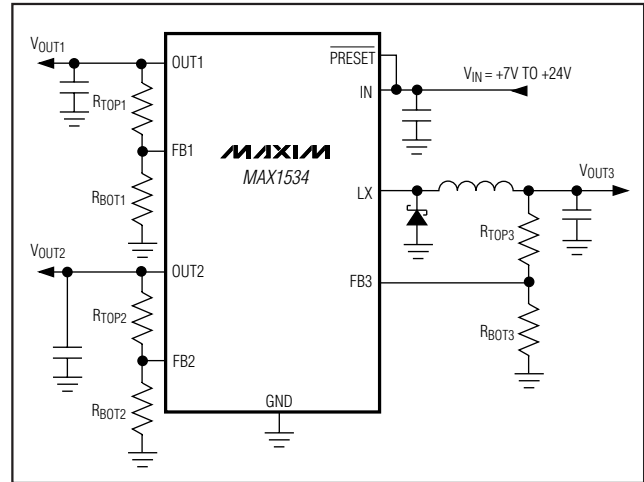 VOUT1
OUT1
RTOP1
FB1
RBOT1
VOUT2
OUT2
RTOP2
FB2
RBOT2
MAXIM
MAX1534
GND
PRESET
IN
VIN = +7V TO +24V
LX
VOUT3
RTOP3
FB3
RBOT3